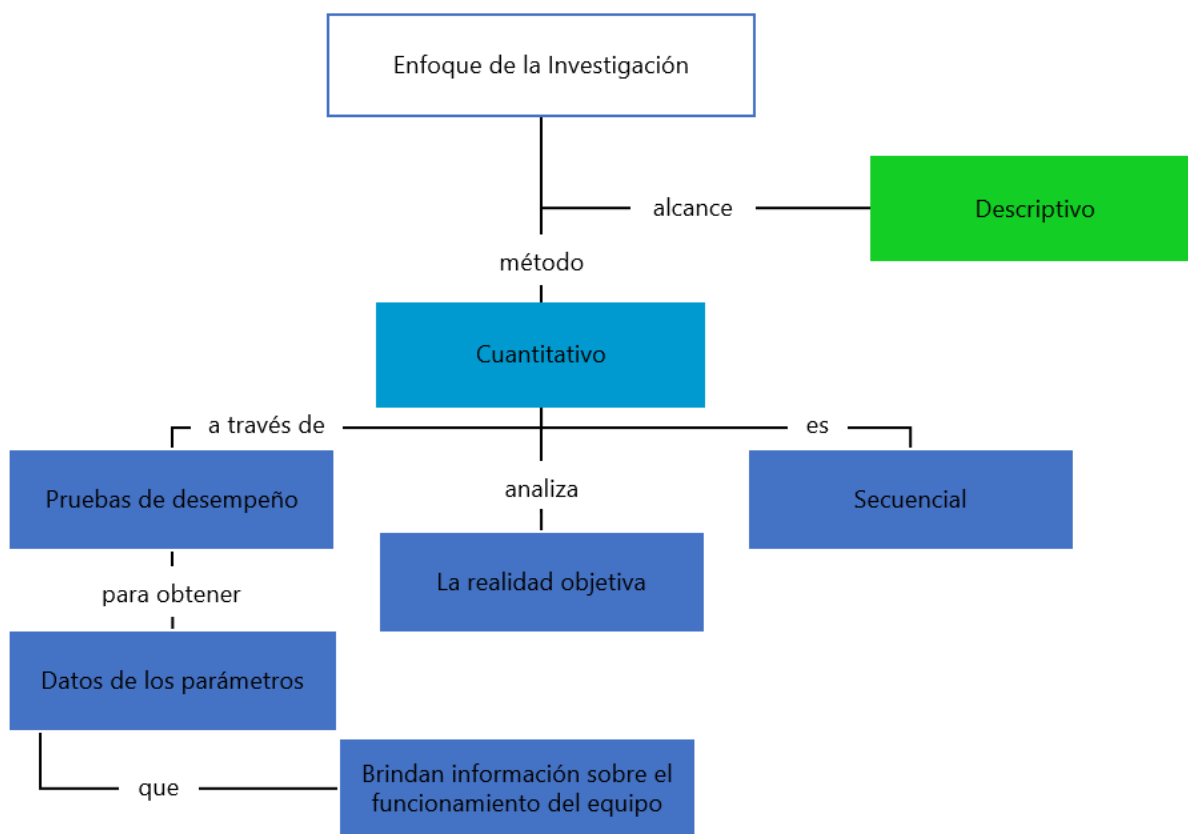 Enfoque de la Investigación
alcance
Descriptivo
método
Cuantitativo
a través de
es
Pruebas de desempeño
analiza
Secuencial
La realidad objetiva
para obtener
Datos de los parámetros
que
Brindan información sobre el
funcionamiento del equipo